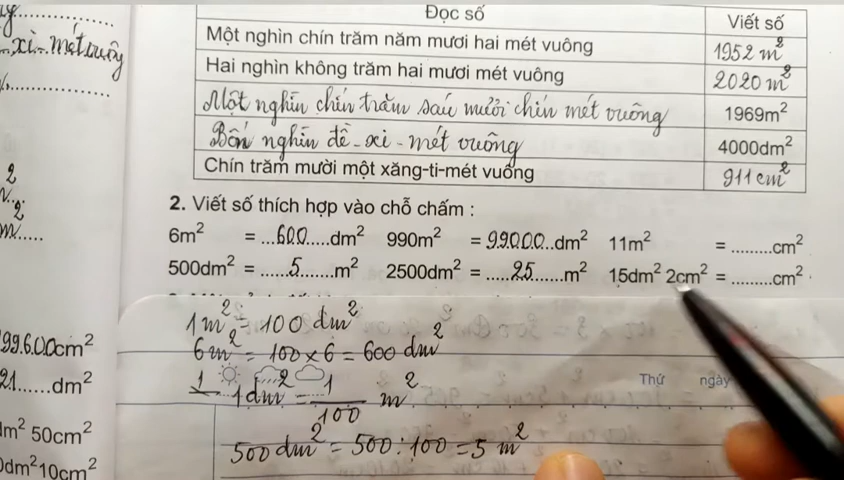 Đọc số
Viết số
Một nghìn chín trăm năm mươi hai mét vuông
1952 m²
Hai nghìn không trăm hai mươi mét vuông
2020 m²
Một nghìn chín trăm sáu mươi chín mét vuông
1969m²
Bốn nghìn đề-xi-mét vuông
4000dm²
Chín trăm mười một xăng-ti-mét vuông
911 cm²
xi-mét vuông
2. Viết số thích hợp vào chỗ chấm :
6m² = ...600.....dm² 990m² = 99000..dm² 11m² = .........cm²
500dm² = ......5......m² 2500dm² = .....25.......m² 15dm² 2cm² = .........cm²
1m² = 100 dm²
6m² = 100 x 6 = 600 dm²
1dm² = 1/100 m²
500 dm² = 500 : 100 = 5 m²
Thứ ngày
99.600cm²
21......dm²
50cm²
10cm²